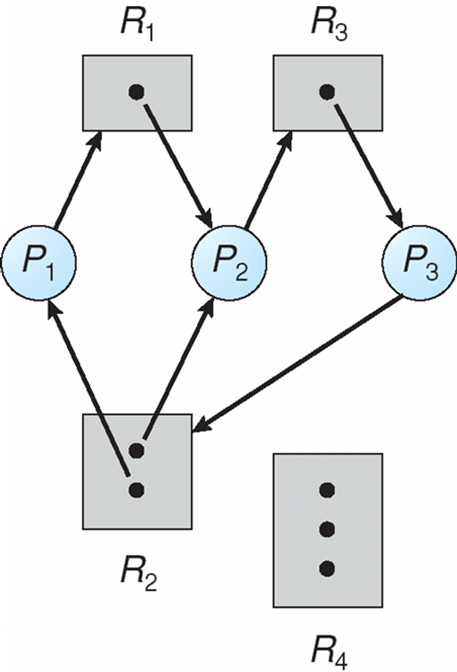 R₁ R₃
P₁ P₂ P₃
R₂
R₄